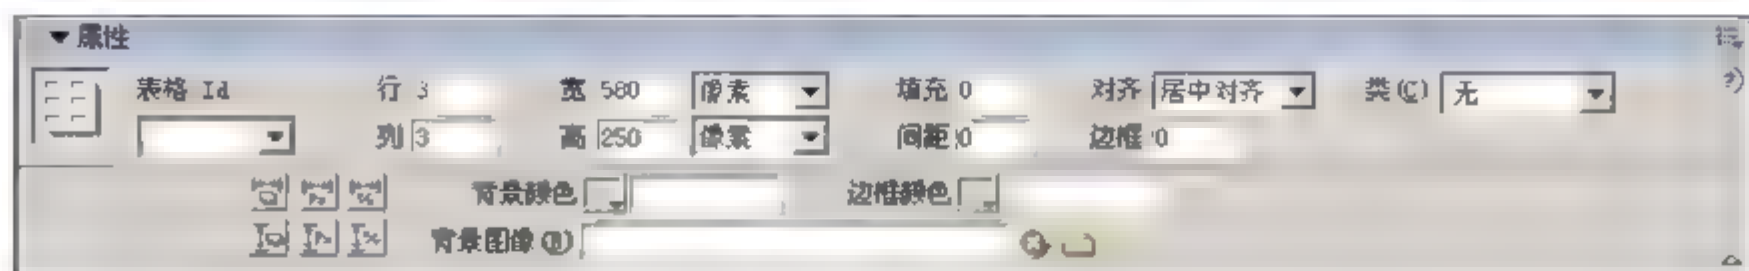 属性
表格 Id 行 3 宽 580 像素 填充 0 对齐 居中对齐 类(C) 无
列 3 高 250 像素 间距 0 边框 0
背景颜色 边框颜色
背景图像(B)